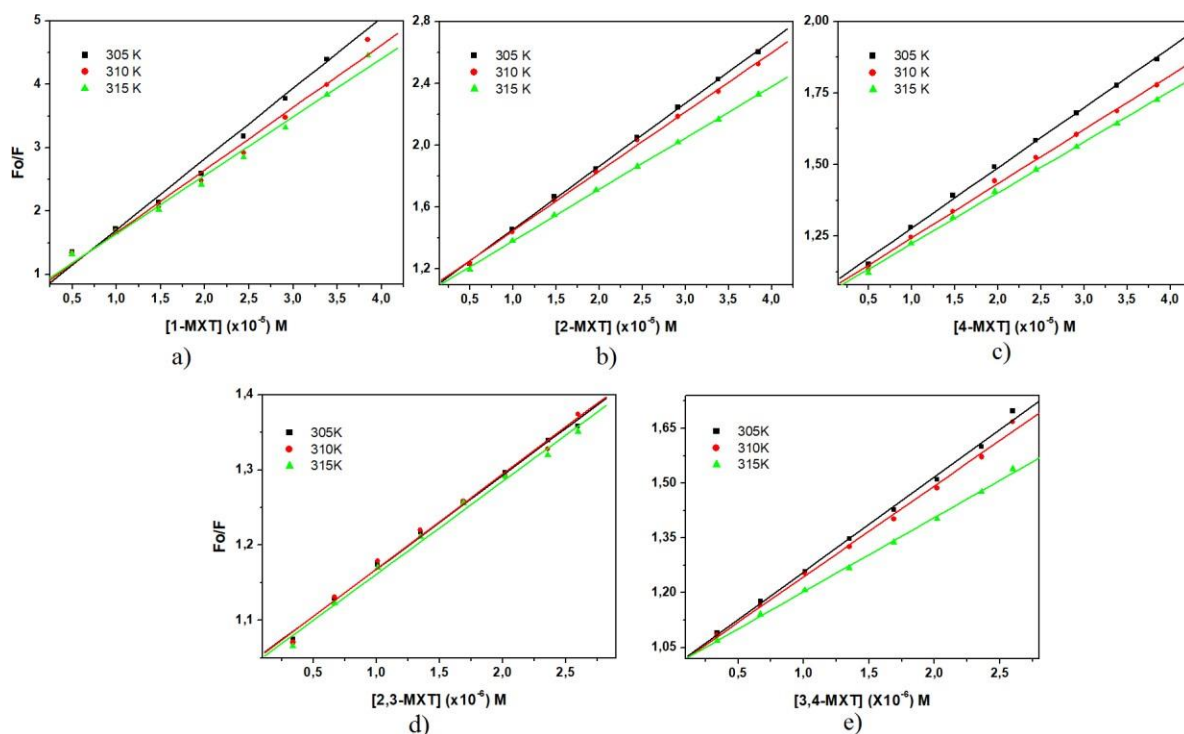 5
4
3
2
1
Fo/F
305 K
310 K
315 K
0,5 1,0 1,5 2,0 2,5 3,0 3,5 4,0
[1-MXT] (x10⁻⁵) M
a)
2,8
2,4
2,0
1,6
1,2
305 K
310 K
315 K
0,5 1,0 1,5 2,0 2,5 3,0 3,5 4,0
[2-MXT] (x10⁻⁵) M
b)
2,00
1,75
1,50
1,25
305 K
310 K
315 K
0,5 1,0 1,5 2,0 2,5 3,0 3,5 4,0
[4-MXT] (x10⁻⁵) M
c)
1,4
1,3
1,2
1,1
Fo/F
305K
310K
315K
0,5 1,0 1,5 2,0 2,5
[2,3-MXT] (x10⁻⁶) M
d)
1,65
1,50
1,35
1,20
1,05
305K
310K
315K
0,5 1,0 1,5 2,0 2,5
[3,4-MXT] (X10⁻⁶) M
e)